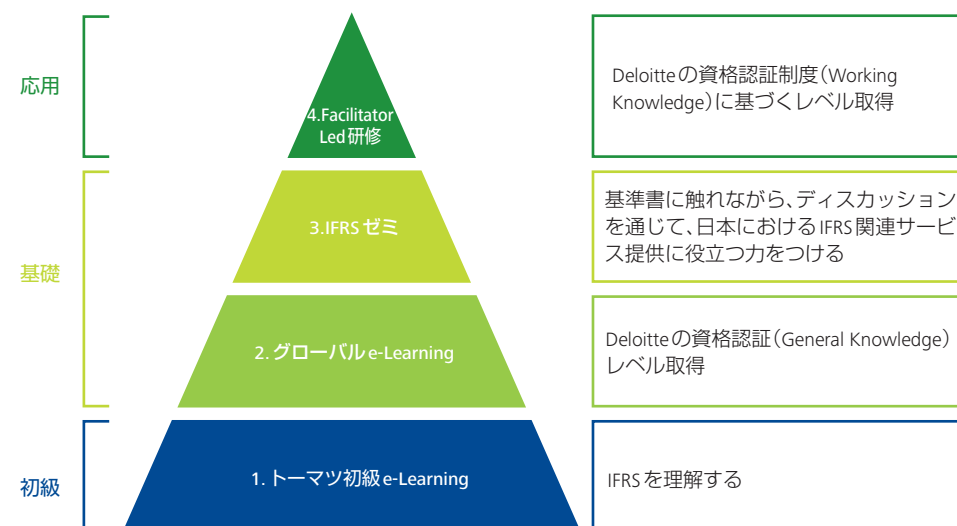 応用
4.Facilitator
Led研修
Deloitteの資格認証制度(Working
Knowledge)に基づくレベル取得
基礎
3.IFRS ゼミ
基準書に触れながら、ディスカッション
を通じて、日本におけるIFRS関連サービ
ス提供に役立つ力をつける
2. グローバル e-Learning
Deloitteの資格認証(General Knowledge)
レベル取得
初級
1. トーマツ初級 e-Learning
IFRSを理解する